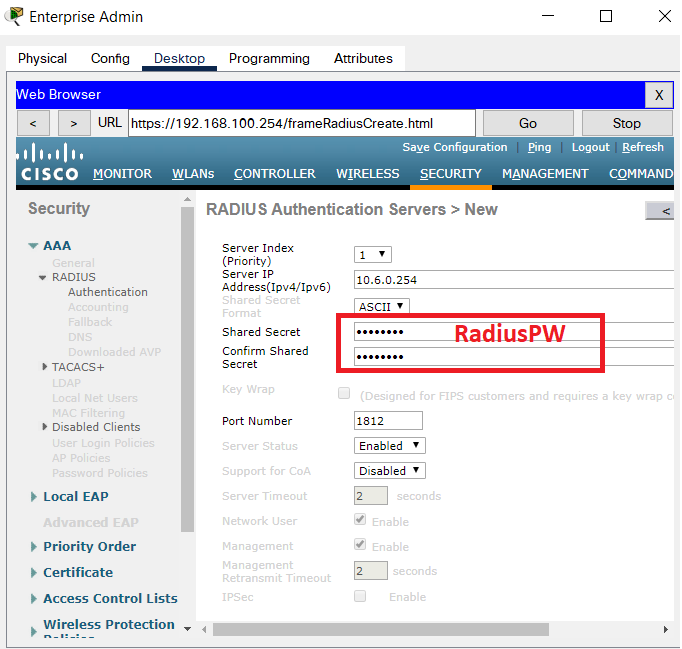 Enterprise Admin
Physical Config Desktop Programming Attributes
Web Browser X
< > URL https://192.168.100.254/frameRadiusCreate.html Go Stop
Save Configuration | Ping | Logout | Refresh
CISCO MONITOR WLANs CONTROLLER WIRELESS SECURITY MANAGEMENT COMMAND
Security
AAA
General
RADIUS
Authentication
Accounting
Fallback
DNS
Downloaded AVP
TACACS+
LDAP
Local Net Users
MAC Filtering
Disabled Clients
User Login Policies
AP Policies
Password Policies
Local EAP
Advanced EAP
Priority Order
Certificate
Access Control Lists
Wireless Protection
Policies
RADIUS Authentication Servers > New <
Server Index
(Priority) 1
Server IP
Address(Ipv4/Ipv6) 10.6.0.254
Shared Secret
Format ASCII
Shared Secret •••••••• RadiusPW
Confirm Shared
Secret ••••••••
Key Wrap (Designed for FIPS customers and requires a key wrap c
Port Number 1812
Server Status Enabled
Support for CoA Disabled
Server Timeout 2 seconds
Network User Enable
Management Enable
Management
Retransmit Timeout 2 seconds
IPSec Enable